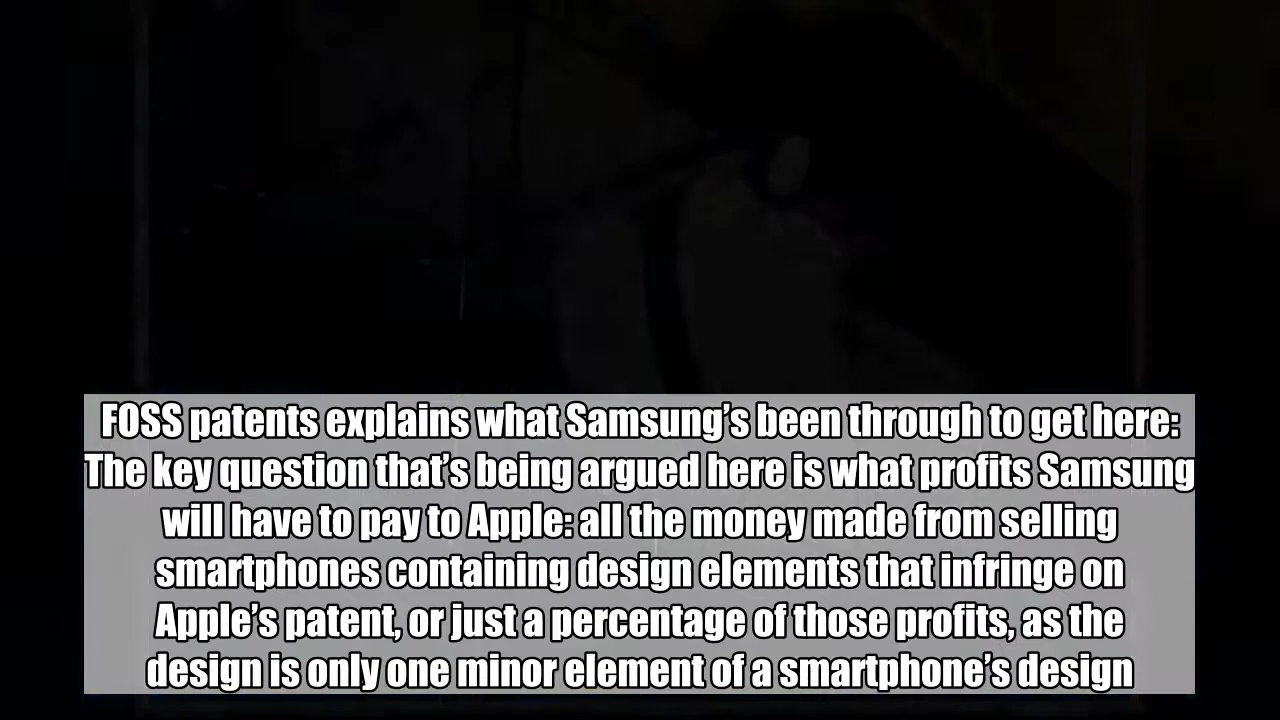 FOSS patents explains what Samsung’s been through to get here:
The key question that’s being argued here is what profits Samsung
will have to pay to Apple: all the money made from selling
smartphones containing design elements that infringe on
Apple’s patent, or just a percentage of those profits, as the
design is only one minor element of a smartphone’s design